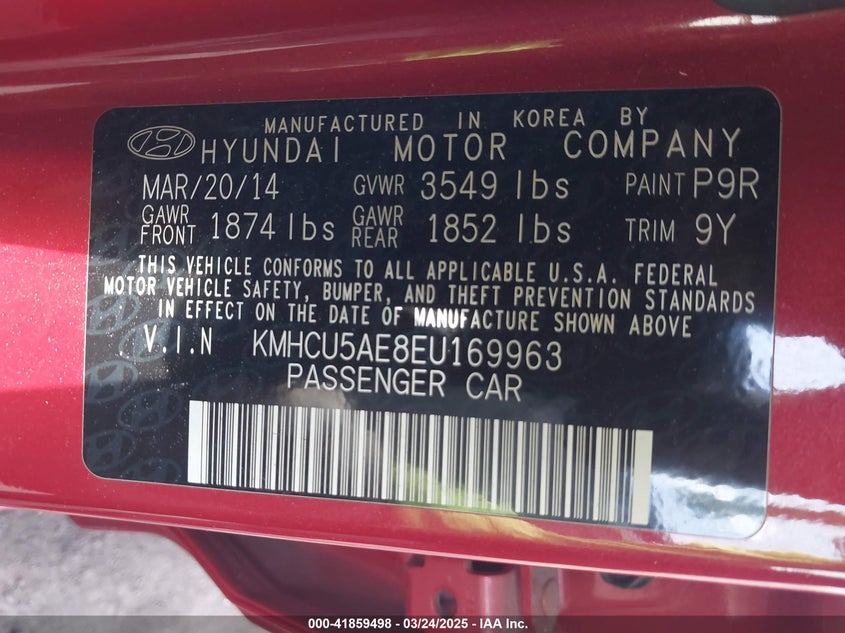 MANUFACTURED IN KOREA BY
HYUNDAI MOTOR COMPANY
MAR/20/14 GVWR 3549 lbs PAINT P9R
GAWR FRONT 1874 lbs GAWR REAR 1852 lbs TRIM 9Y
THIS VEHICLE CONFORMS TO ALL APPLICABLE U.S.A. FEDERAL
MOTOR VEHICLE SAFETY, BUMPER, AND THEFT PREVENTION STANDARDS
IN EFFECT ON THE DATE OF MANUFACTURE SHOWN ABOVE
V.I.N KMHCU5AE8EU169963
PASSENGER CAR
000-41859498 - 03/24/2025 - IAA Inc.